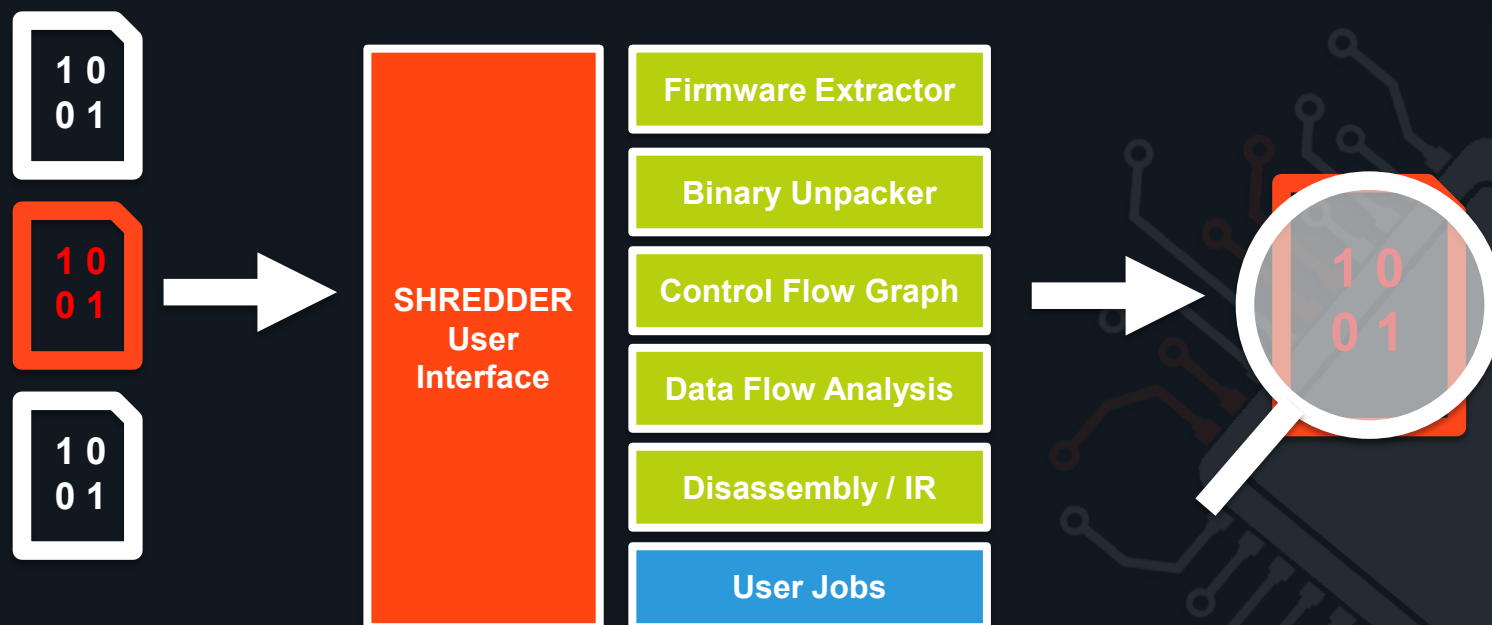 1 0
0 1
1 0
0 1
1 0
0 1
SHREDDER
User
Interface
Firmware Extractor
Binary Unpacker
Control Flow Graph
Data Flow Analysis
Disassembly / IR
User Jobs
1 0
0 1